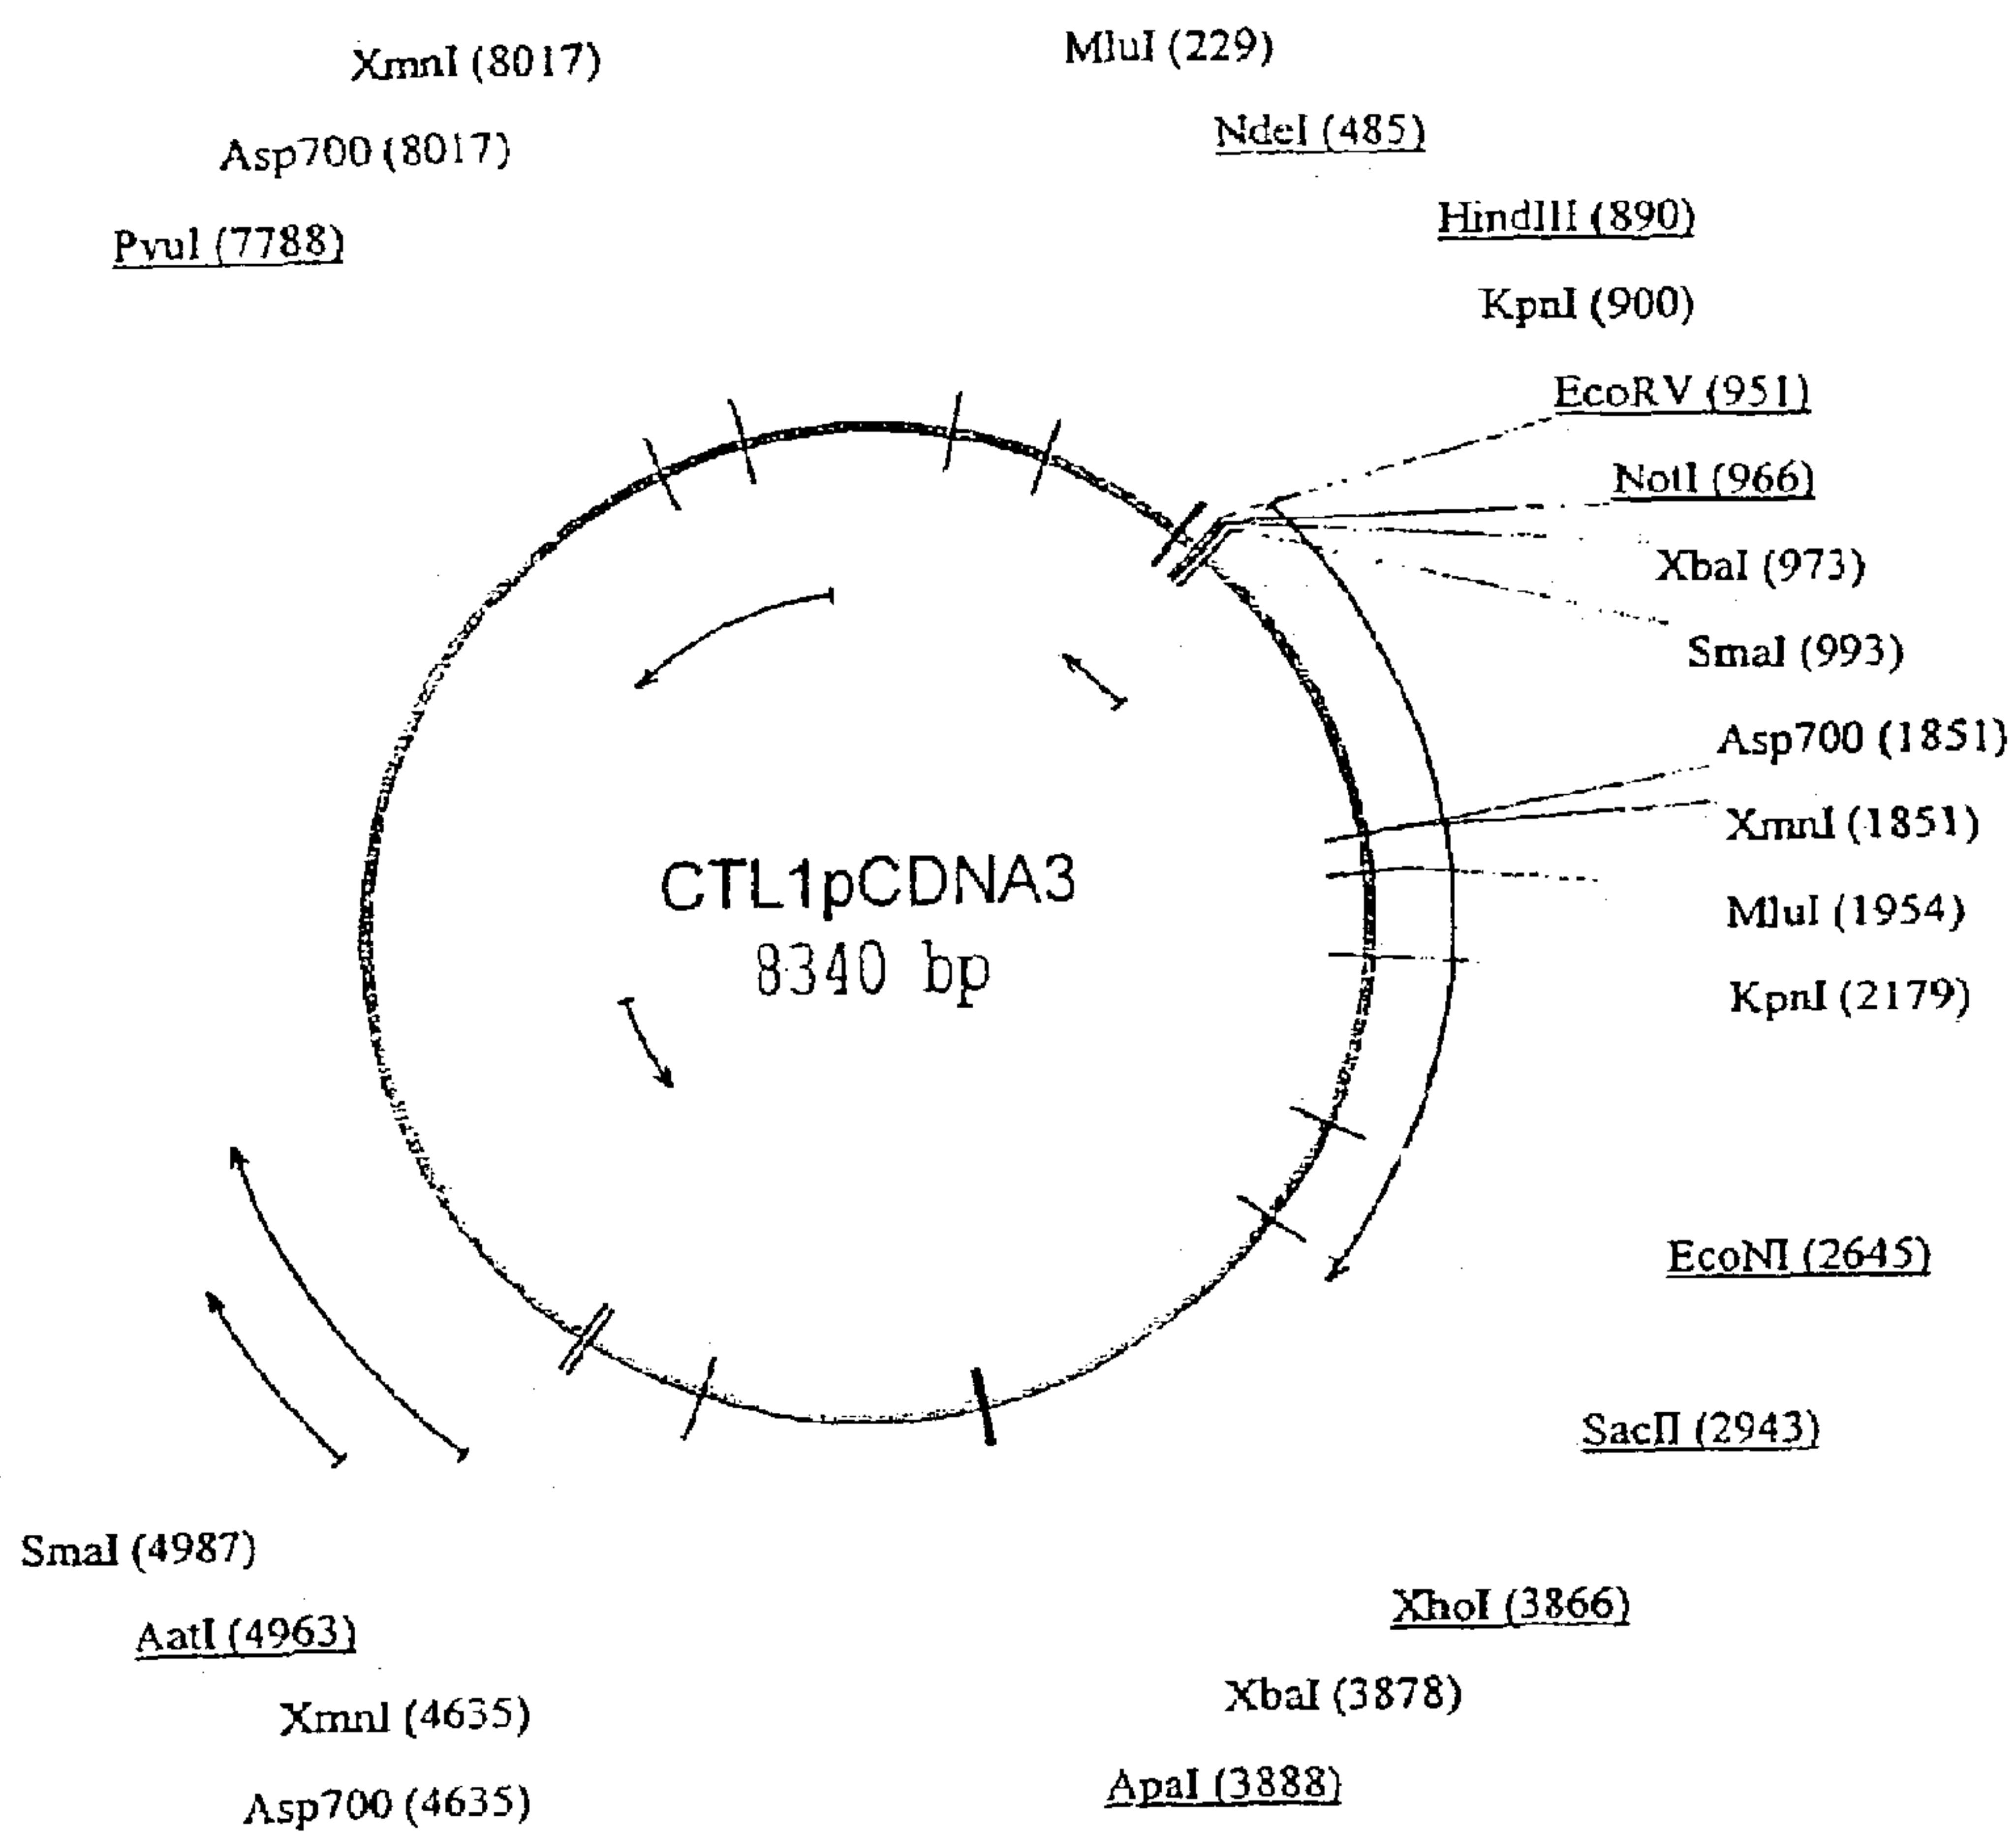 XmnI (8017)
MluI (229)
Asp700 (8017)
NdeI (485)
PvuI (7788)
HindIII (890)
KpnI (900)
EcoRV (951)
NotI (966)
XbaI (973)
SmaI (993)
Asp700 (1851)
XmnI (1851)
MluI (1954)
KpnI (2179)
CTL1pCDNA3
8340 bp
EcoNI (2645)
SacII (2943)
SmaI (4987)
AatI (4963)
XmnI (4635)
Asp700 (4635)
XhoI (3866)
XbaI (3878)
ApaI (3888)